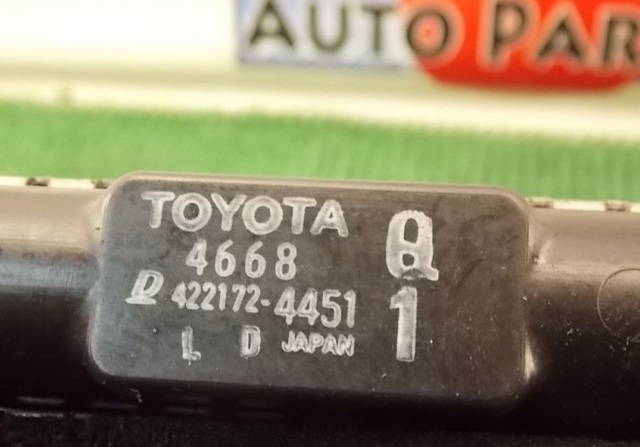 AUTO PAR
TOYOTA
4668
Q
D 422172-4451
1
L D JAPAN